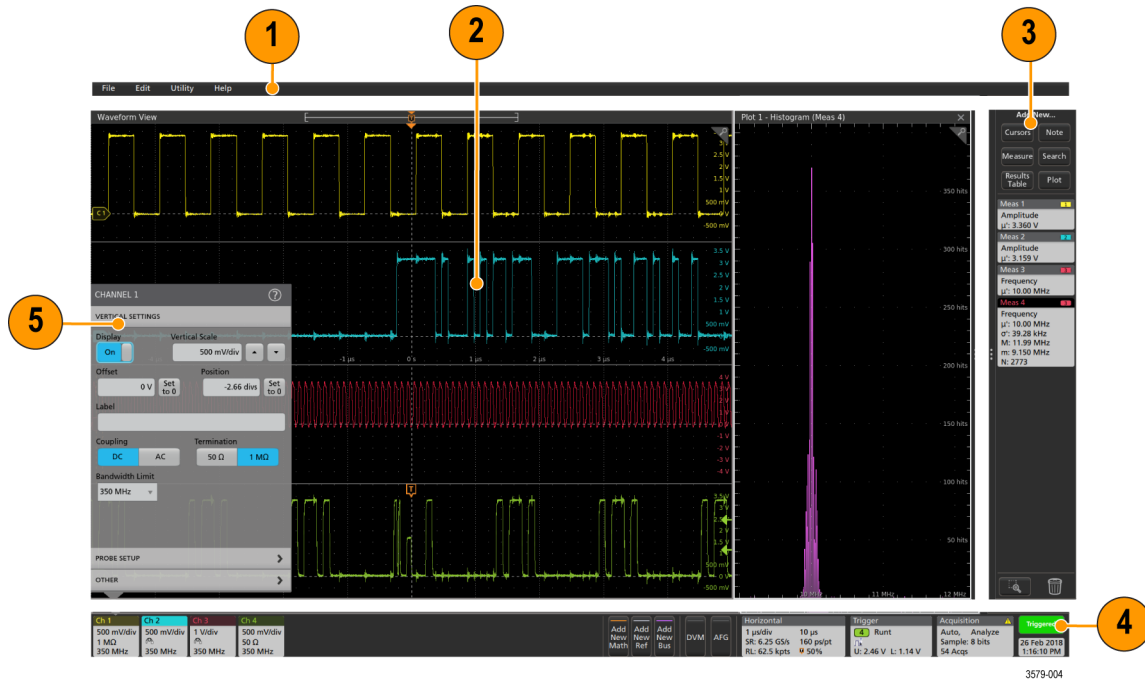 1
2
3
File Edit Utility Help
Waveform View
Plot 1 - Histogram (Meas 4)
Add New...
Cursors Note
Measure Search
Results Table Plot
C1
3 V
2.5 V
2 V
1.5 V
1 V
500 mV
0 V
-500 mV
3.5 V
3 V
2.5 V
2 V
1.5 V
1 V
500 mV
-500 mV
-1 µs 0 s 1 µs 2 µs 3 µs 4 µs
4 V
3 V
2 V
1 V
-1 V
-2 V
-3 V
-4 V
T
3.5 V
3 V
2.5 V
2 V
1.5 V
500 mV
0 V
-500 mV
350 hits
300 hits
250 hits
200 hits
150 hits
100 hits
50 hits
10 MHz 11 MHz 12 MHz
Meas 1 1
Amplitude
µ': 3.360 V
Meas 2 2
Amplitude
µ': 3.159 V
Meas 3 3
Frequency
µ': 10.00 MHz
Meas 4 3
Frequency
µ': 10.00 MHz
σ': 39.28 kHz
M: 11.99 MHz
m: 9.150 MHz
N: 2773
5
CHANNEL 1 ?
VERTICAL SETTINGS
Display Vertical Scale
On 500 mV/div
Offset Position
0 V Set to 0 -2.66 divs Set to 0
Label
Coupling Termination
DC AC 50 Ω 1 MΩ
Bandwidth Limit
350 MHz
PROBE SETUP
OTHER
Ch 1
500 mV/div
1 MΩ
350 MHz
Ch 2
500 mV/div
350 MHz
Ch 3
1 V/div
350 MHz
Ch 4
500 mV/div
50 Ω
350 MHz
Add New Math
Add New Ref
Add New Bus
DVM
AFG
Horizontal
1 µs/div 10 µs
SR: 6.25 GS/s 160 ps/pt
RL: 62.5 kpts 50%
Trigger
4 Runt
U: 2.46 V L: 1.14 V
Acquisition
Auto, Analyze
Sample: 8 bits
54 Acqs
Triggered
26 Feb 2018
1:16:10 PM
4
3579-004